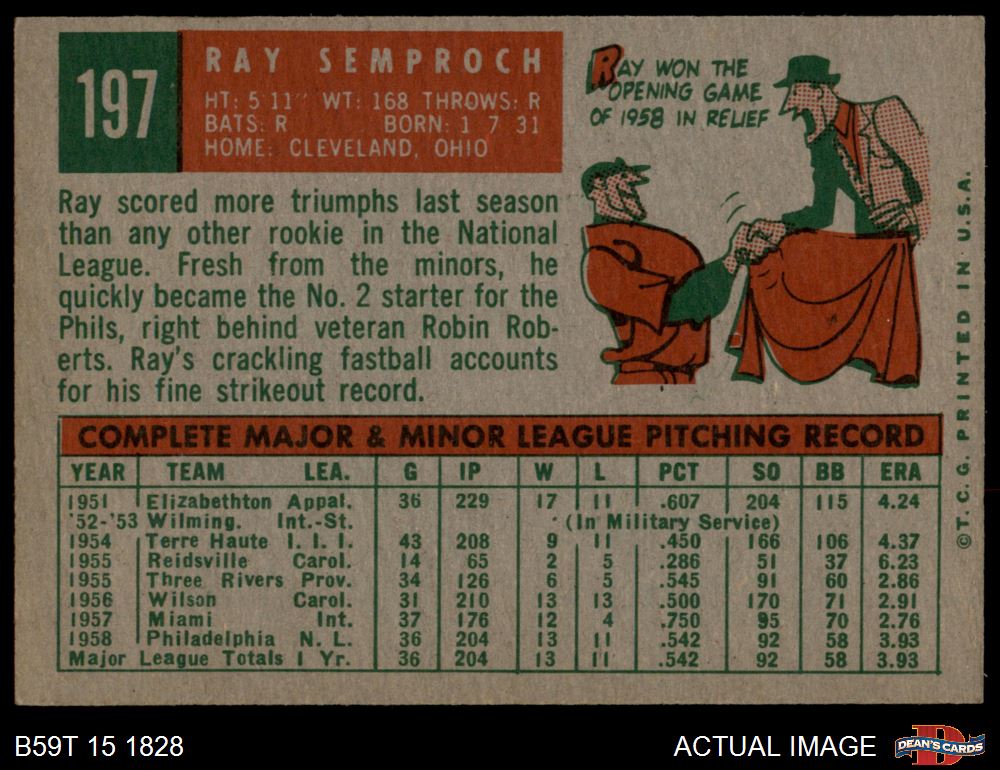 197
RAY SEMPROCH
HT: 5'11" WT: 168 THROWS: R
BATS: R BORN: 1 7 31
HOME: CLEVELAND, OHIO
RAY WON THE
OPENING GAME
OF 1958 IN RELIEF
Ray scored more triumphs last season
than any other rookie in the National
League. Fresh from the minors, he
quickly became the No. 2 starter for the
Phils, right behind veteran Robin Rob-
erts. Ray's crackling fastball accounts
for his fine strikeout record.
COMPLETE MAJOR & MINOR LEAGUE PITCHING RECORD
YEAR TEAM LEA. G IP W L PCT SO BB ERA
1951 Elizabethton Appal. 36 229 17 11 .607 204 115 4.24
'52-'53 Wilming. Int.-St. (In Military Service)
1954 Terre Haute I. I. I. 43 208 9 11 .450 166 106 4.37
1955 Reidsville Carol. 14 65 2 5 .286 51 37 6.23
1955 Three Rivers Prov. 34 126 6 5 .545 91 60 2.86
1956 Wilson Carol. 31 210 13 13 .500 170 71 2.91
1957 Miami Int. 37 176 12 4 .750 95 70 2.76
1958 Philadelphia N. L. 36 204 13 11 .542 92 58 3.93
Major League Totals 1 Yr. 36 204 13 11 .542 92 58 3.93
©T.C.G. PRINTED IN U.S.A.
B59T 15 1828
ACTUAL IMAGE
D
DEAN'S CARDS